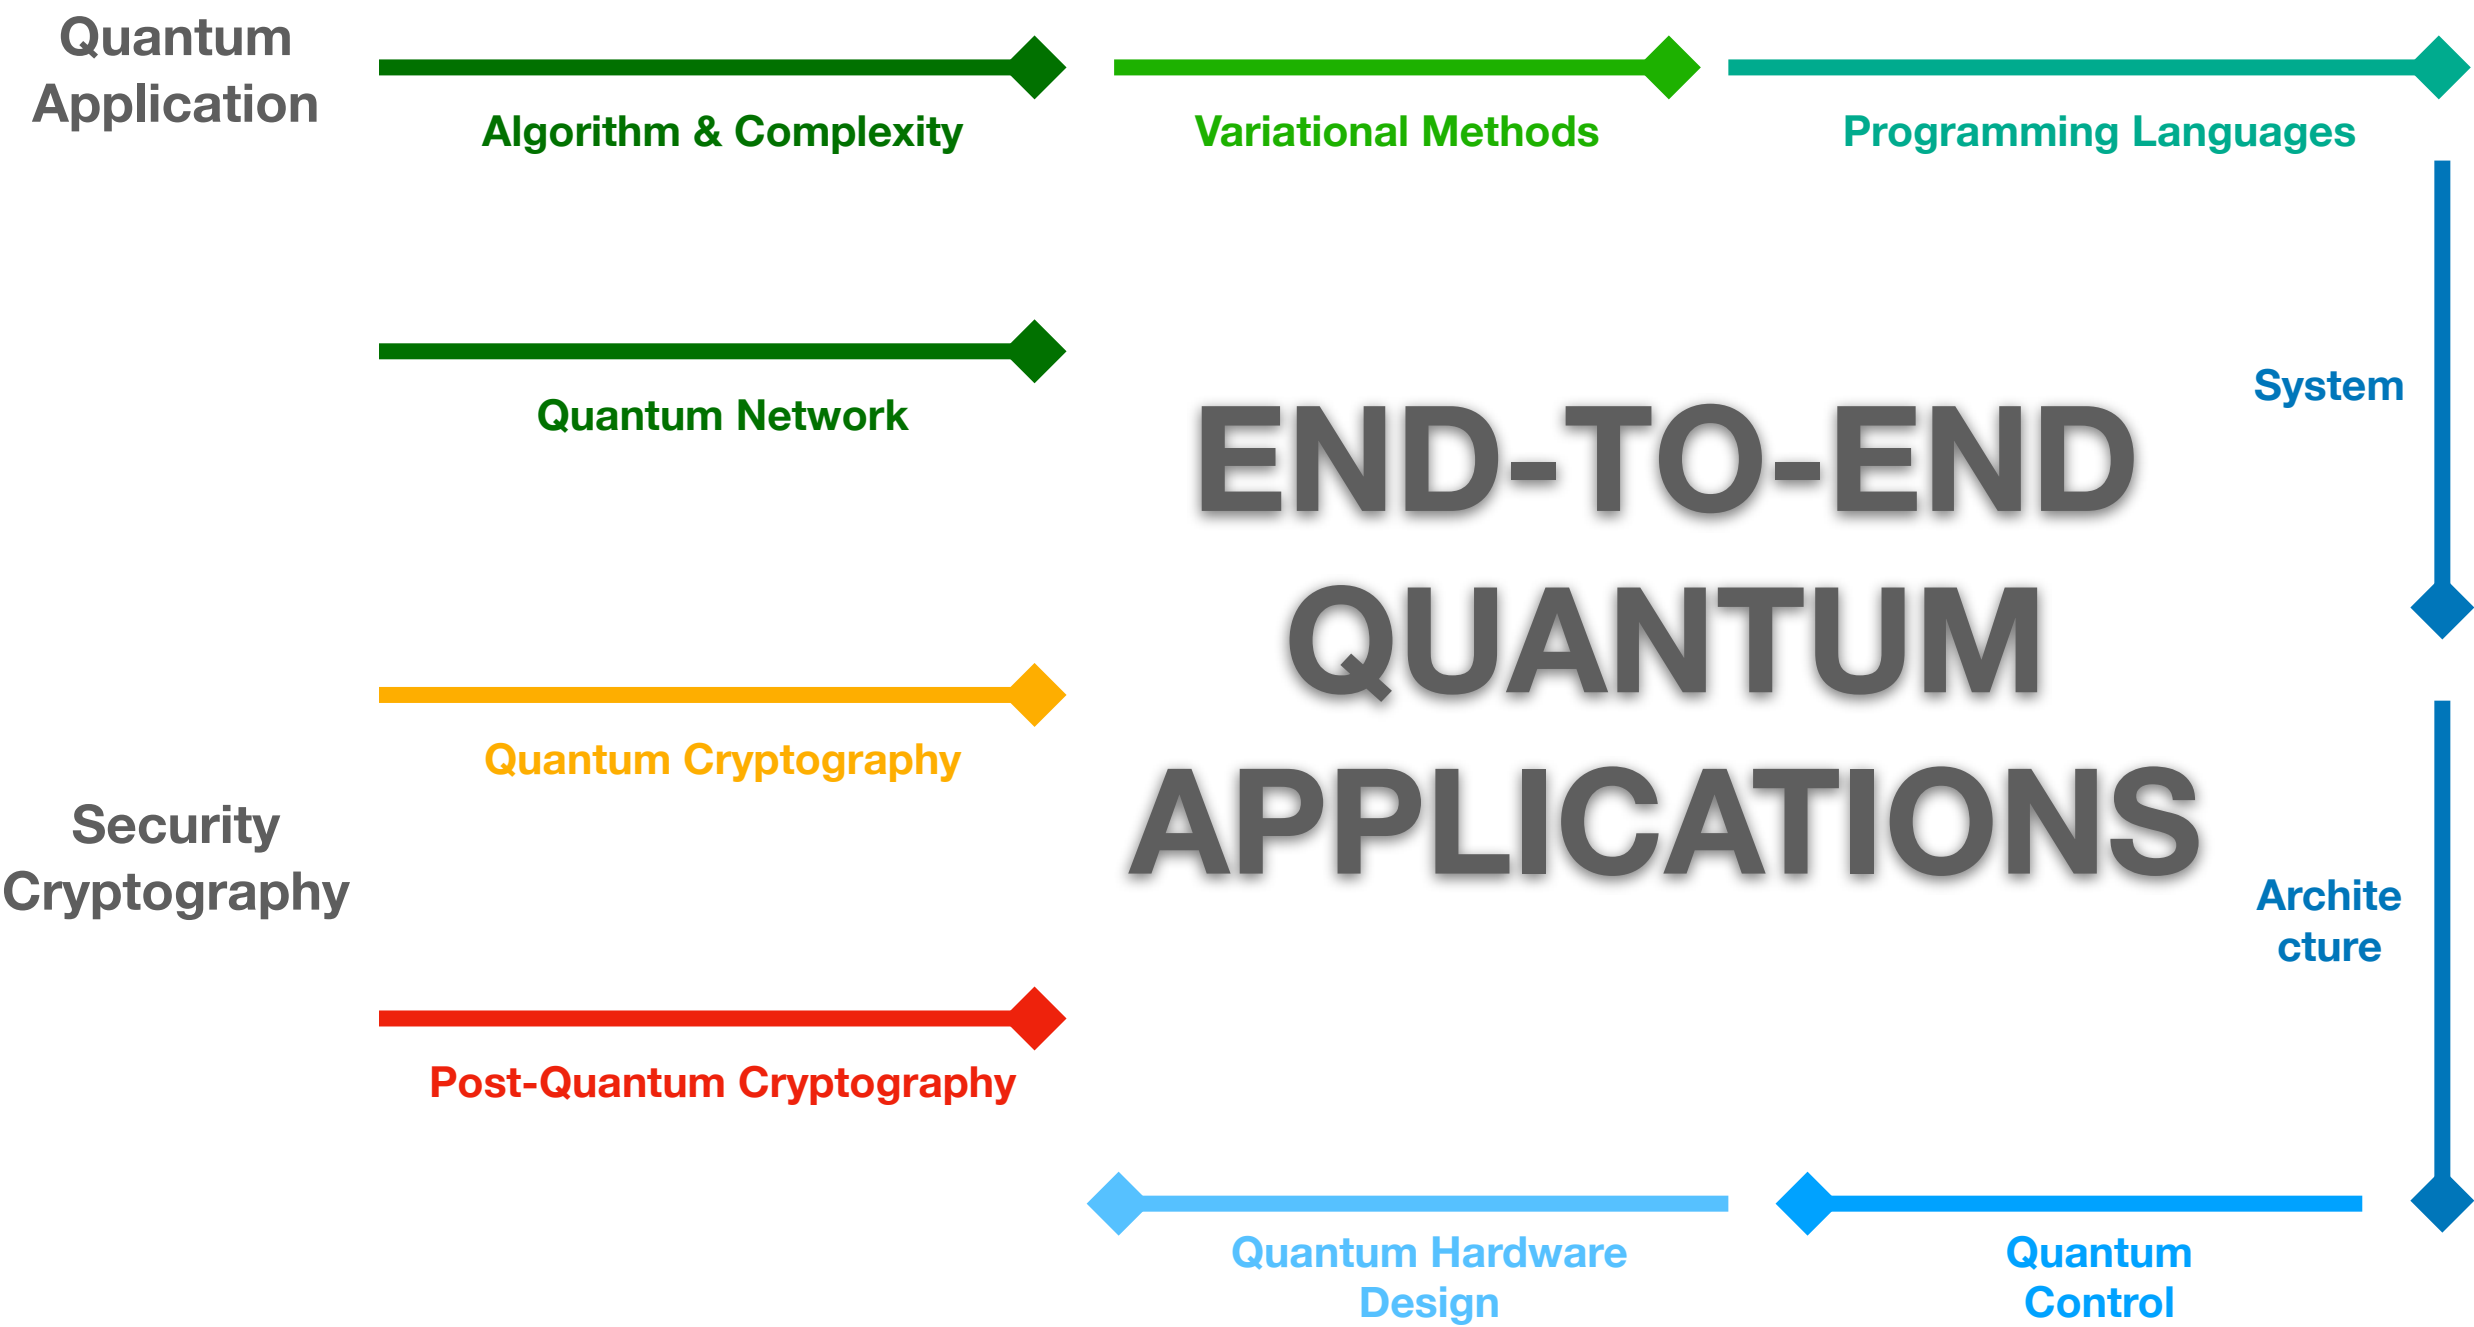 Quantum
Application
Algorithm & Complexity
Variational Methods
Programming Languages
Quantum Network
System
END-TO-END
QUANTUM
APPLICATIONS
Quantum Cryptography
Security
Cryptography
Archite
cture
Post-Quantum Cryptography
Quantum Hardware
Design
Quantum
Control